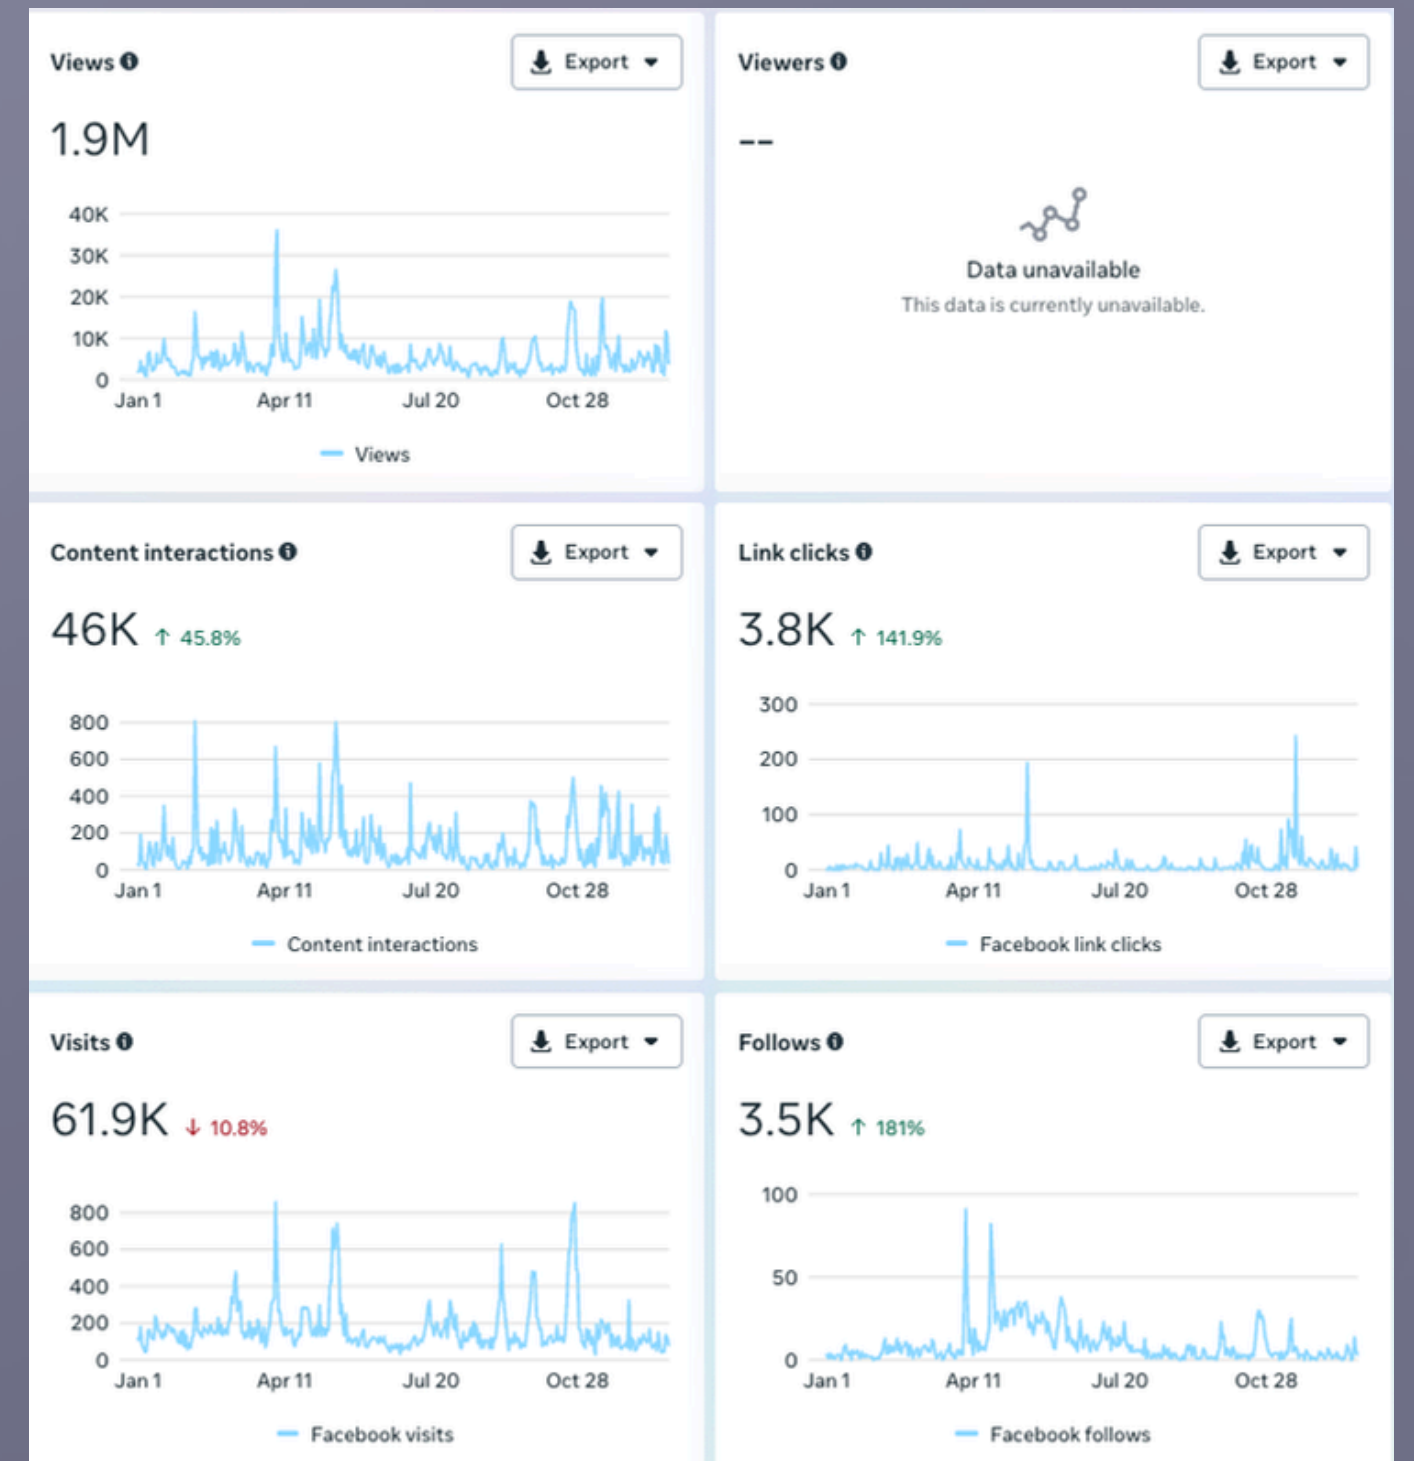 Views
Export
1.9M
40K
30K
20K
10K
0
Jan 1 Apr 11 Jul 20 Oct 28
Views
Viewers
Export
--
Data unavailable
This data is currently unavailable.
Content interactions
Export
46K ↑ 45.8%
800
600
400
200
0
Jan 1 Apr 11 Jul 20 Oct 28
Content interactions
Link clicks
Export
3.8K ↑ 141.9%
300
200
100
0
Jan 1 Apr 11 Jul 20 Oct 28
Facebook link clicks
Visits
Export
61.9K ↓ 10.8%
800
600
400
200
0
Jan 1 Apr 11 Jul 20 Oct 28
Facebook visits
Follows
Export
3.5K ↑ 181%
100
50
0
Jan 1 Apr 11 Jul 20 Oct 28
Facebook follows